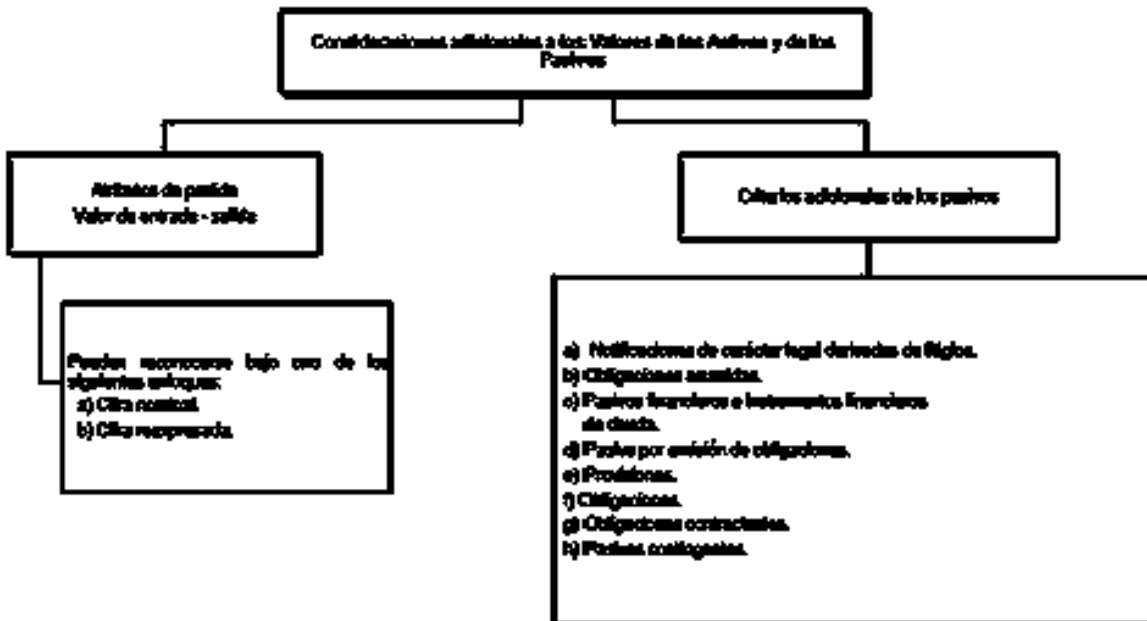 Consideraciones adicionales a los: Valores de los Activos y de los
Pasivos
Atributos de partida
Valor de entrada - salida
Criterios adicionales de los pasivos
Pueden reconocerse bajo uno de los
siguientes enfoques:
a) Cifra nominal.
b) Cifra reexpresada.
a) Notificaciones de carácter legal derivadas de litigios.
b) Obligaciones asumidas.
c) Pasivos financieros e instrumentos financieros
de deuda.
d) Pasivo por emisión de obligaciones.
e) Provisiones.
f) Obligaciones.
g) Obligaciones contractuales.
h) Pasivos contingentes.